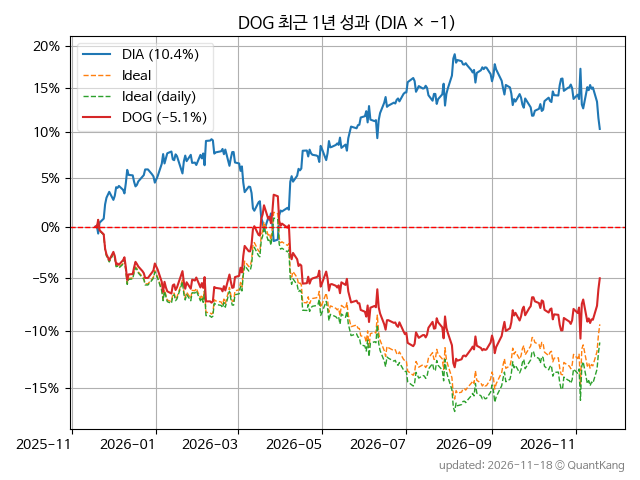 DOG 최근 1년 성과 (DIA × −1)
20%
15%
10%
5%
0%
−5%
−10%
−15%
DIA (10.4%)
Ideal
Ideal (daily)
DOG (−5.1%)
2025-11
2026-01
2026-03
2026-05
2026-07
2026-09
2026-11
updated: 2026-11-18 © QuantKang